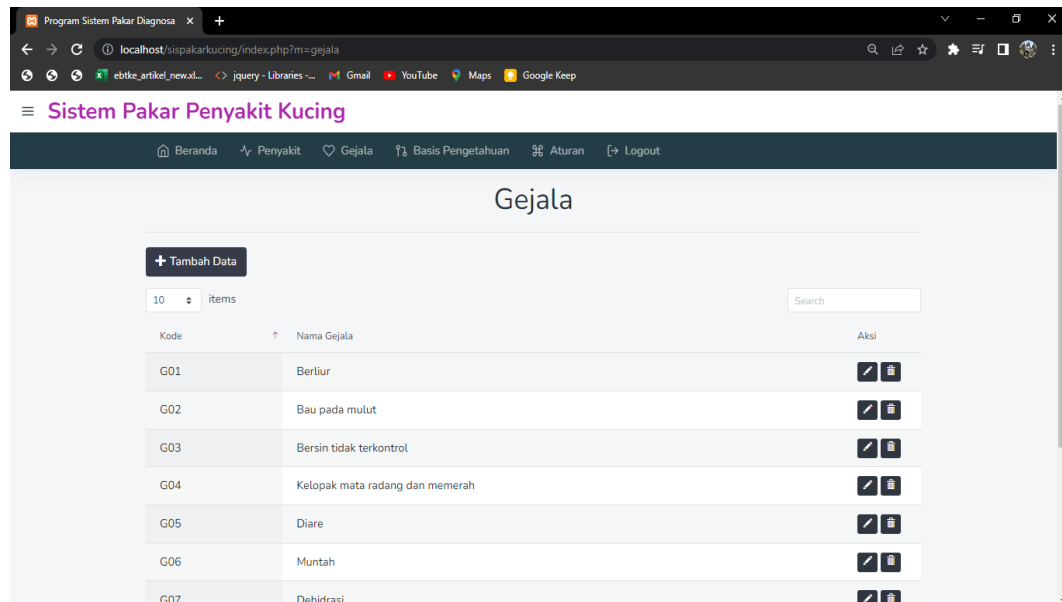 Program Sistem Pakar Diagnosa
localhost/sispakarkucing/index.php?m=gejala
ebtke_artikel_new.xl... jquery - Libraries -... Gmail YouTube Maps Google Keep
Sistem Pakar Penyakit Kucing
Beranda Penyakit Gejala Basis Pengetahuan Aturan Logout
Gejala
+ Tambah Data
10 items Search
Kode ↑ Nama Gejala Aksi
G01 Berliur
G02 Bau pada mulut
G03 Bersin tidak terkontrol
G04 Kelopak mata radang dan memerah
G05 Diare
G06 Muntah
G07 Dehidrasi